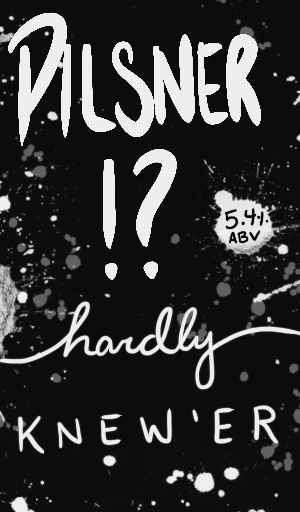 PILSNER
!?
5.4%
ABV
hardly
KNEW'ER